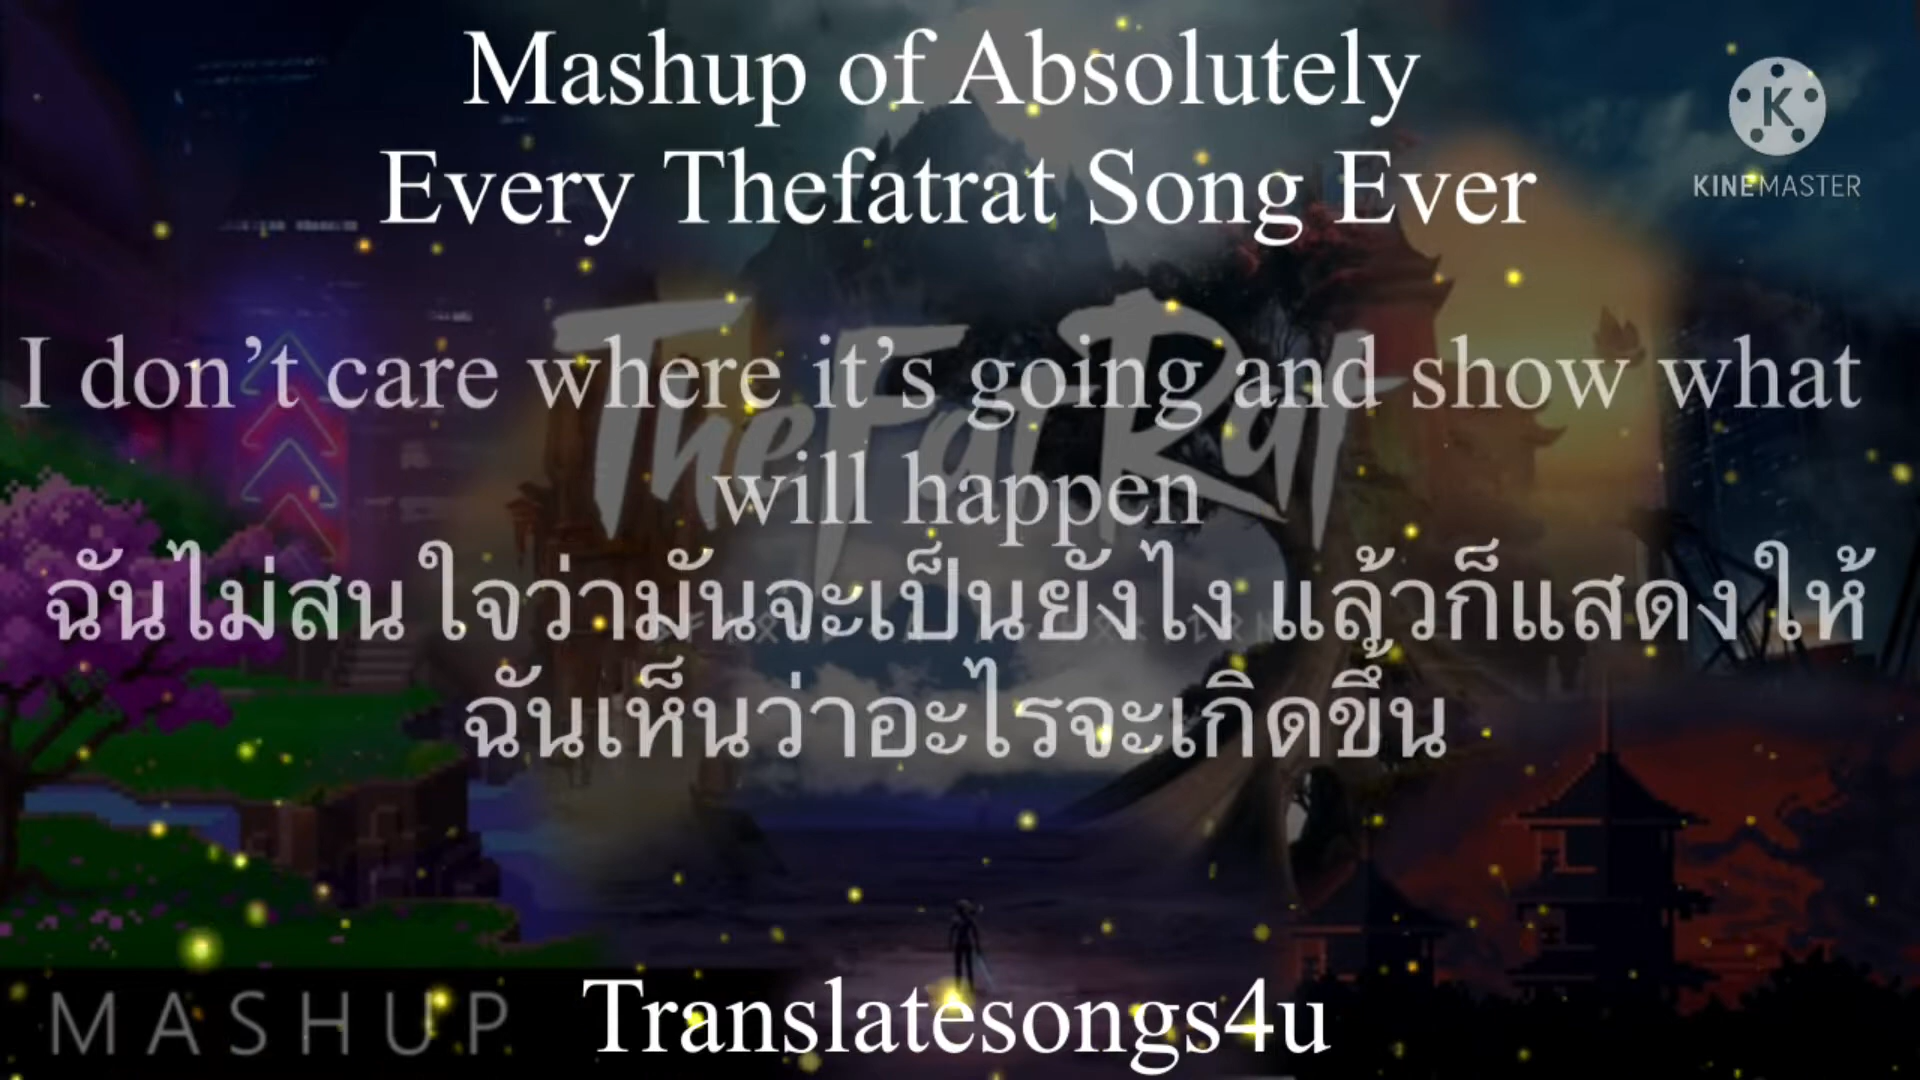 Mashup of Absolutely
Every Thefatrat Song Ever
KINEMASTER
TheFatRat
I don’t care where it’s going and show what
will happen
ฉันไม่สนใจว่ามันจะเป็นยังไง แล้วก็แสดงให้
ฉันเห็นว่าอะไรจะเกิดขึ้น
MASHUP
Translatesongs4u